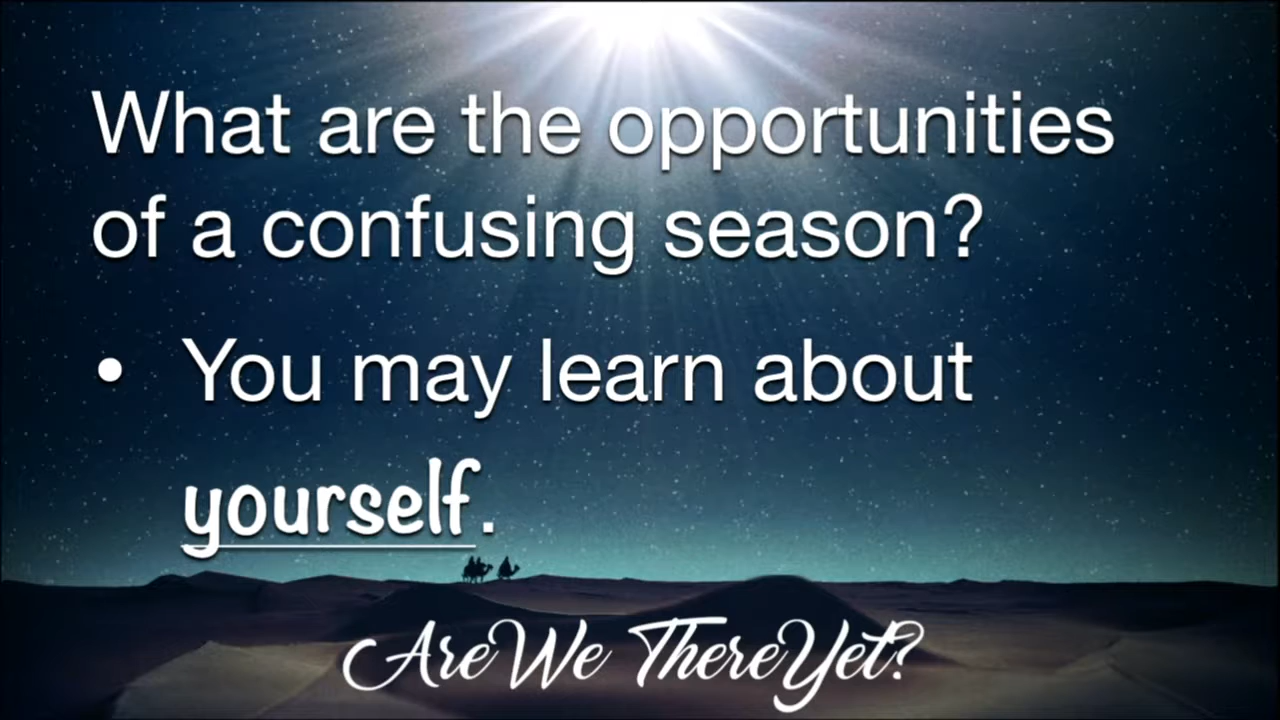 What are the opportunities
of a confusing season?
• You may learn about
yourself.
Are We There Yet?